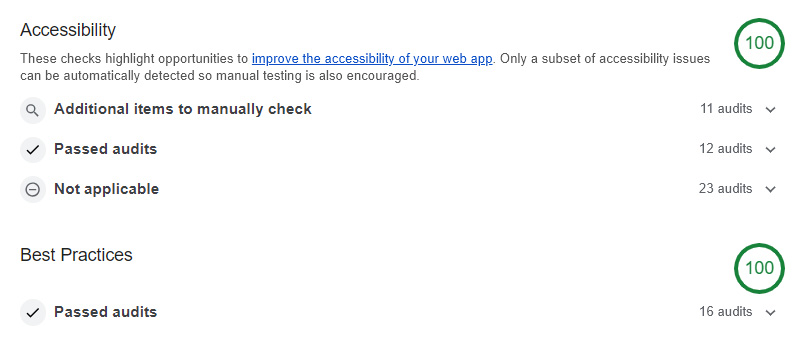 Accessibility
100
These checks highlight opportunities to improve the accessibility of your web app. Only a subset of accessibility issues
can be automatically detected so manual testing is also encouraged.
Additional items to manually check 11 audits
Passed audits 12 audits
Not applicable 23 audits
Best Practices
100
Passed audits 16 audits